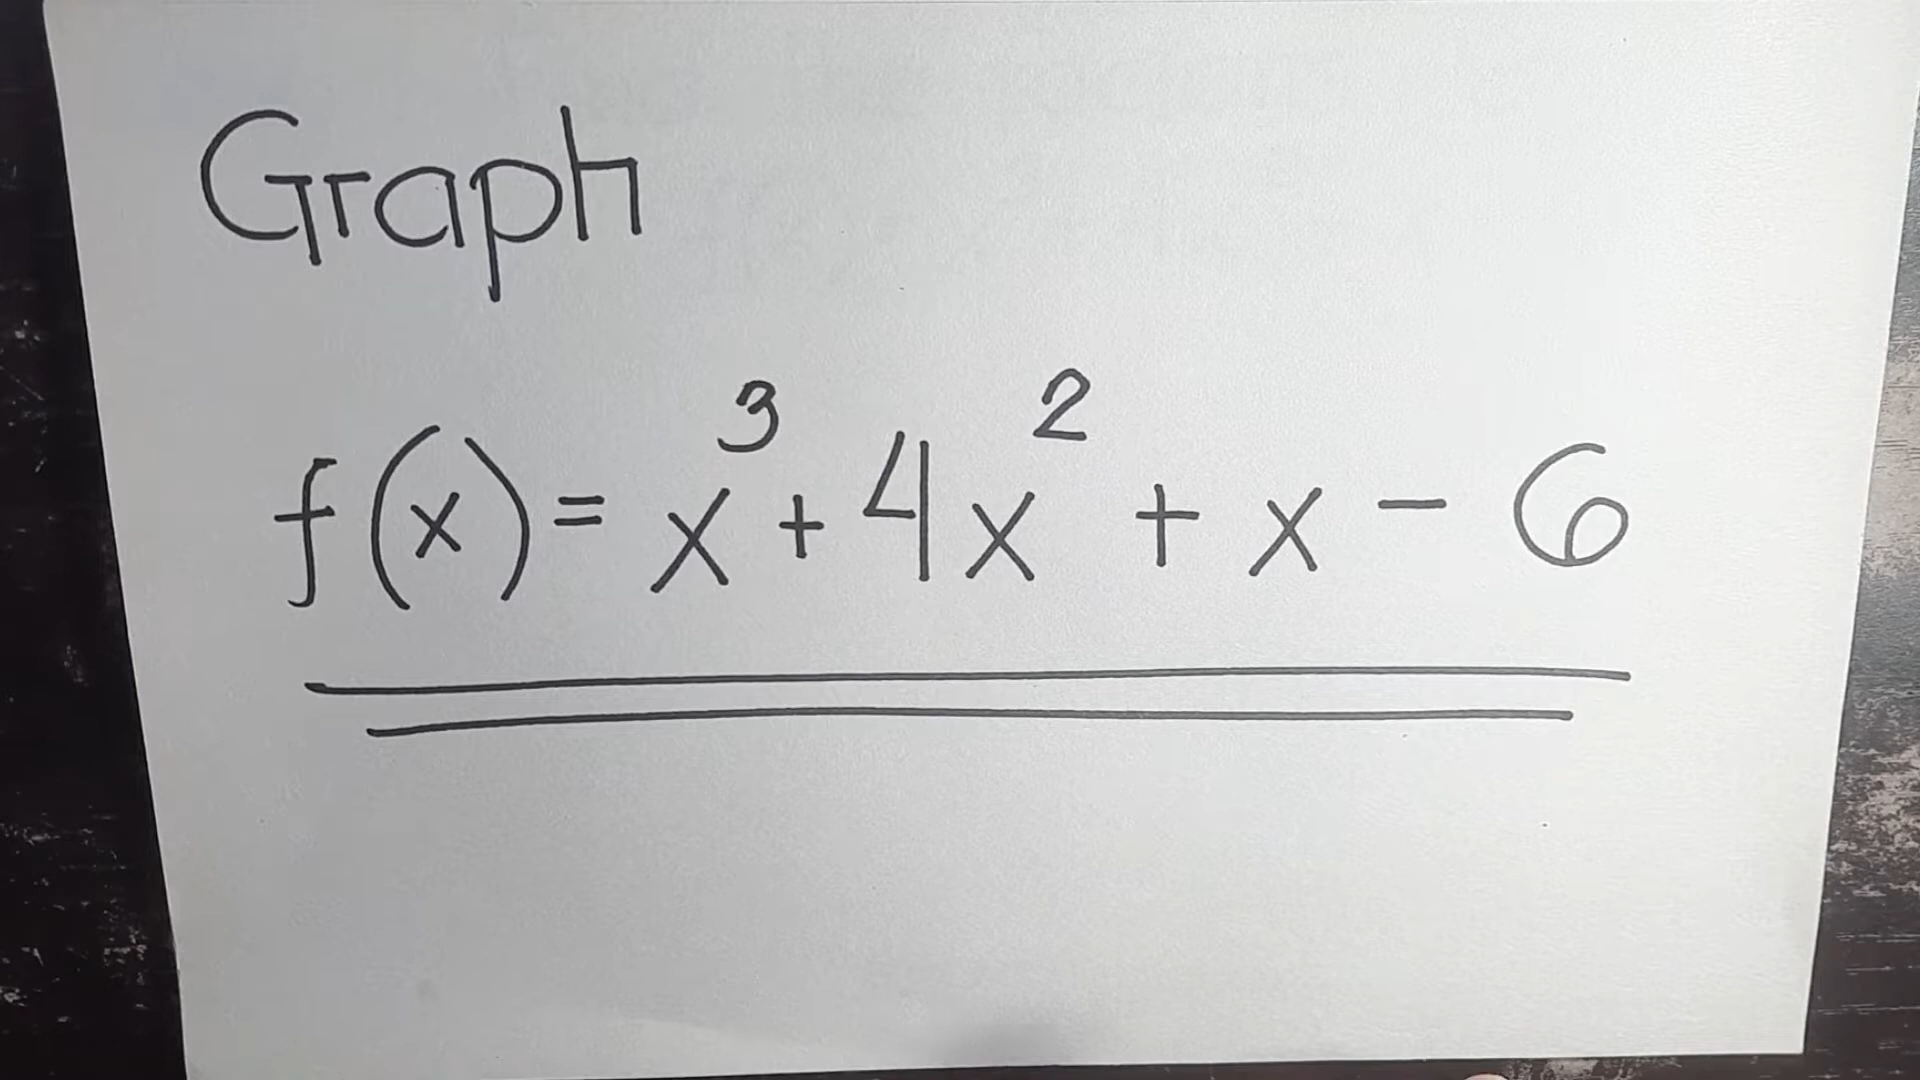 Graph
f(x) = x³ + 4x² + x - 6